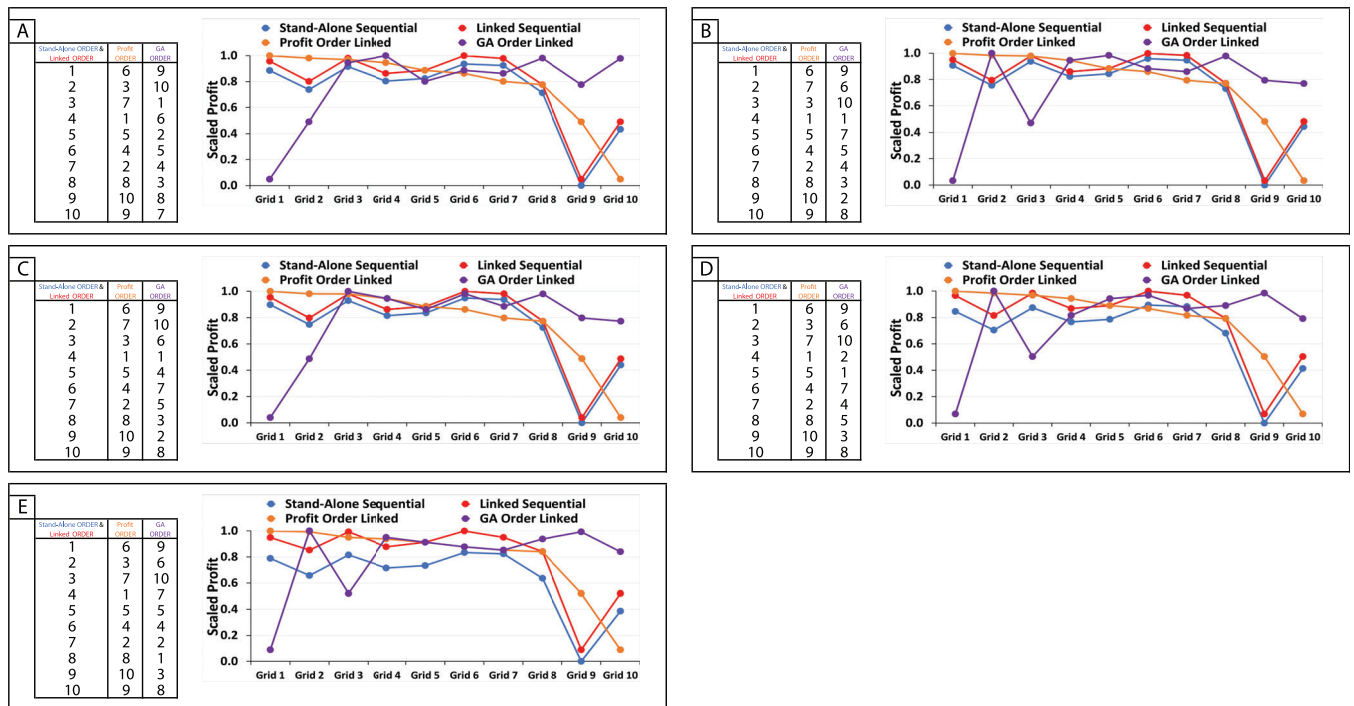 A
Stand-Alone ORDER & Profit GA
Linked ORDER ORDER ORDER
1 6 9
2 3 10
3 7 1
4 1 6
5 5 2
6 4 5
7 2 4
8 8 3
9 10 8
10 9 7
Stand-Alone Sequential Linked Sequential
Profit Order Linked GA Order Linked
Scaled Profit
1.0
0.8
0.6
0.4
0.2
0.0
Grid 1 Grid 2 Grid 3 Grid 4 Grid 5 Grid 6 Grid 7 Grid 8 Grid 9 Grid 10
B
Stand-Alone ORDER & Profit GA
Linked ORDER ORDER ORDER
1 6 9
2 7 6
3 3 10
4 1 1
5 5 7
6 4 5
7 2 4
8 8 3
9 10 2
10 9 8
Stand-Alone Sequential Linked Sequential
Profit Order Linked GA Order Linked
Scaled Profit
1.0
0.8
0.6
0.4
0.2
0.0
Grid 1 Grid 2 Grid 3 Grid 4 Grid 5 Grid 6 Grid 7 Grid 8 Grid 9 Grid 10
C
Stand-Alone ORDER & Profit GA
Linked ORDER ORDER ORDER
1 6 9
2 7 10
3 3 6
4 1 1
5 5 4
6 4 7
7 2 5
8 8 3
9 10 2
10 9 8
Stand-Alone Sequential Linked Sequential
Profit Order Linked GA Order Linked
Scaled Profit
1.0
0.8
0.6
0.4
0.2
0.0
Grid 1 Grid 2 Grid 3 Grid 4 Grid 5 Grid 6 Grid 7 Grid 8 Grid 9 Grid 10
D
Stand-Alone ORDER & Profit GA
Linked ORDER ORDER ORDER
1 6 9
2 3 6
3 7 10
4 1 2
5 5 1
6 4 7
7 2 4
8 8 5
9 10 3
10 9 8
Stand-Alone Sequential Linked Sequential
Profit Order Linked GA Order Linked
Scaled Profit
1.0
0.8
0.6
0.4
0.2
0.0
Grid 1 Grid 2 Grid 3 Grid 4 Grid 5 Grid 6 Grid 7 Grid 8 Grid 9 Grid 10
E
Stand-Alone ORDER & Profit GA
Linked ORDER ORDER ORDER
1 6 9
2 3 6
3 7 10
4 1 7
5 5 5
6 4 4
7 2 2
8 8 1
9 10 3
10 9 8
Stand-Alone Sequential Linked Sequential
Profit Order Linked GA Order Linked
Scaled Profit
1.0
0.8
0.6
0.4
0.2
0.0
Grid 1 Grid 2 Grid 3 Grid 4 Grid 5 Grid 6 Grid 7 Grid 8 Grid 9 Grid 10